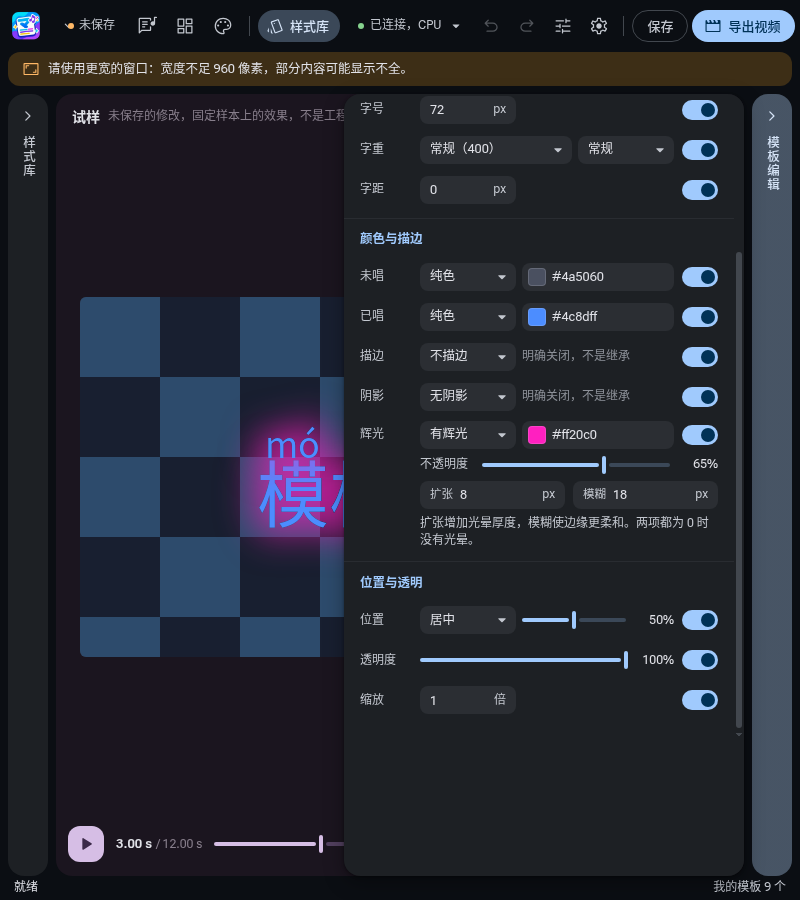 未保存
样式库
已连接，CPU
保存
导出视频
请使用更宽的窗口：宽度不足 960 像素，部分内容可能显示不全。
样式库
试样 未保存的修改，固定样本上的效果，不是工程
字号 72 px
字重 常规（400） 常规
字距 0 px
颜色与描边
未唱 纯色 #4a5060
已唱 纯色 #4c8dff
描边 不描边 明确关闭，不是继承
阴影 无阴影 明确关闭，不是继承
辉光 有辉光 #ff20c0
不透明度 65%
扩张 8 px 模糊 18 px
扩张增加光晕厚度，模糊使边缘更柔和。两项都为 0 时
没有光晕。
位置与透明
位置 居中 50%
透明度 100%
缩放 1 倍
mó
模
模板编辑
3.00 s / 12.00 s
就绪
我的模板 9 个